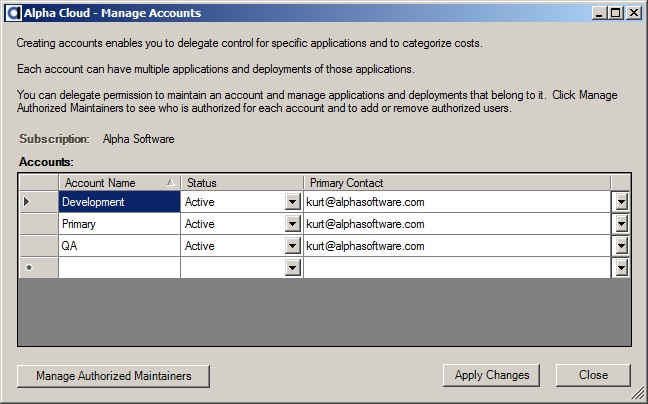 Alpha Cloud - Manage Accounts
Creating accounts enables you to delegate control for specific applications and to categorize costs.
Each account can have multiple applications and deployments of those applications.
You can delegate permission to maintain an account and manage applications and deployments that belong to it. Click Manage
Authorized Maintainers to see who is authorized for each account and to add or remove authorized users.
Subscription: Alpha Software
Accounts:
Account Name Status Primary Contact
Development Active kurt@alphasoftware.com
Primary Active kurt@alphasoftware.com
QA Active kurt@alphasoftware.com
*
Manage Authorized Maintainers Apply Changes Close